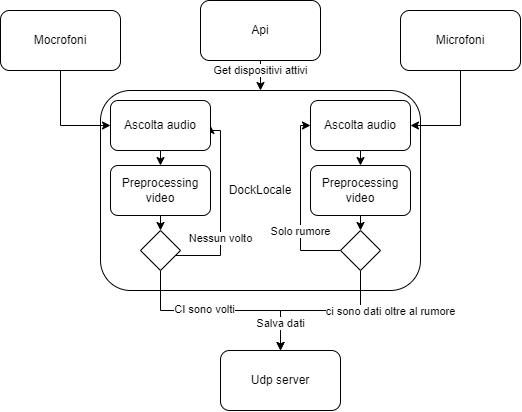 Mocrofoni
Api
Microfoni
Get dispositivi attivi
Ascolta audio
Ascolta audio
Preprocessing
video
DockLocale
Preprocessing
video
Nessun volto
Solo rumore
CI sono volti
ci sono dati oltre al rumore
Salva dati
Udp server